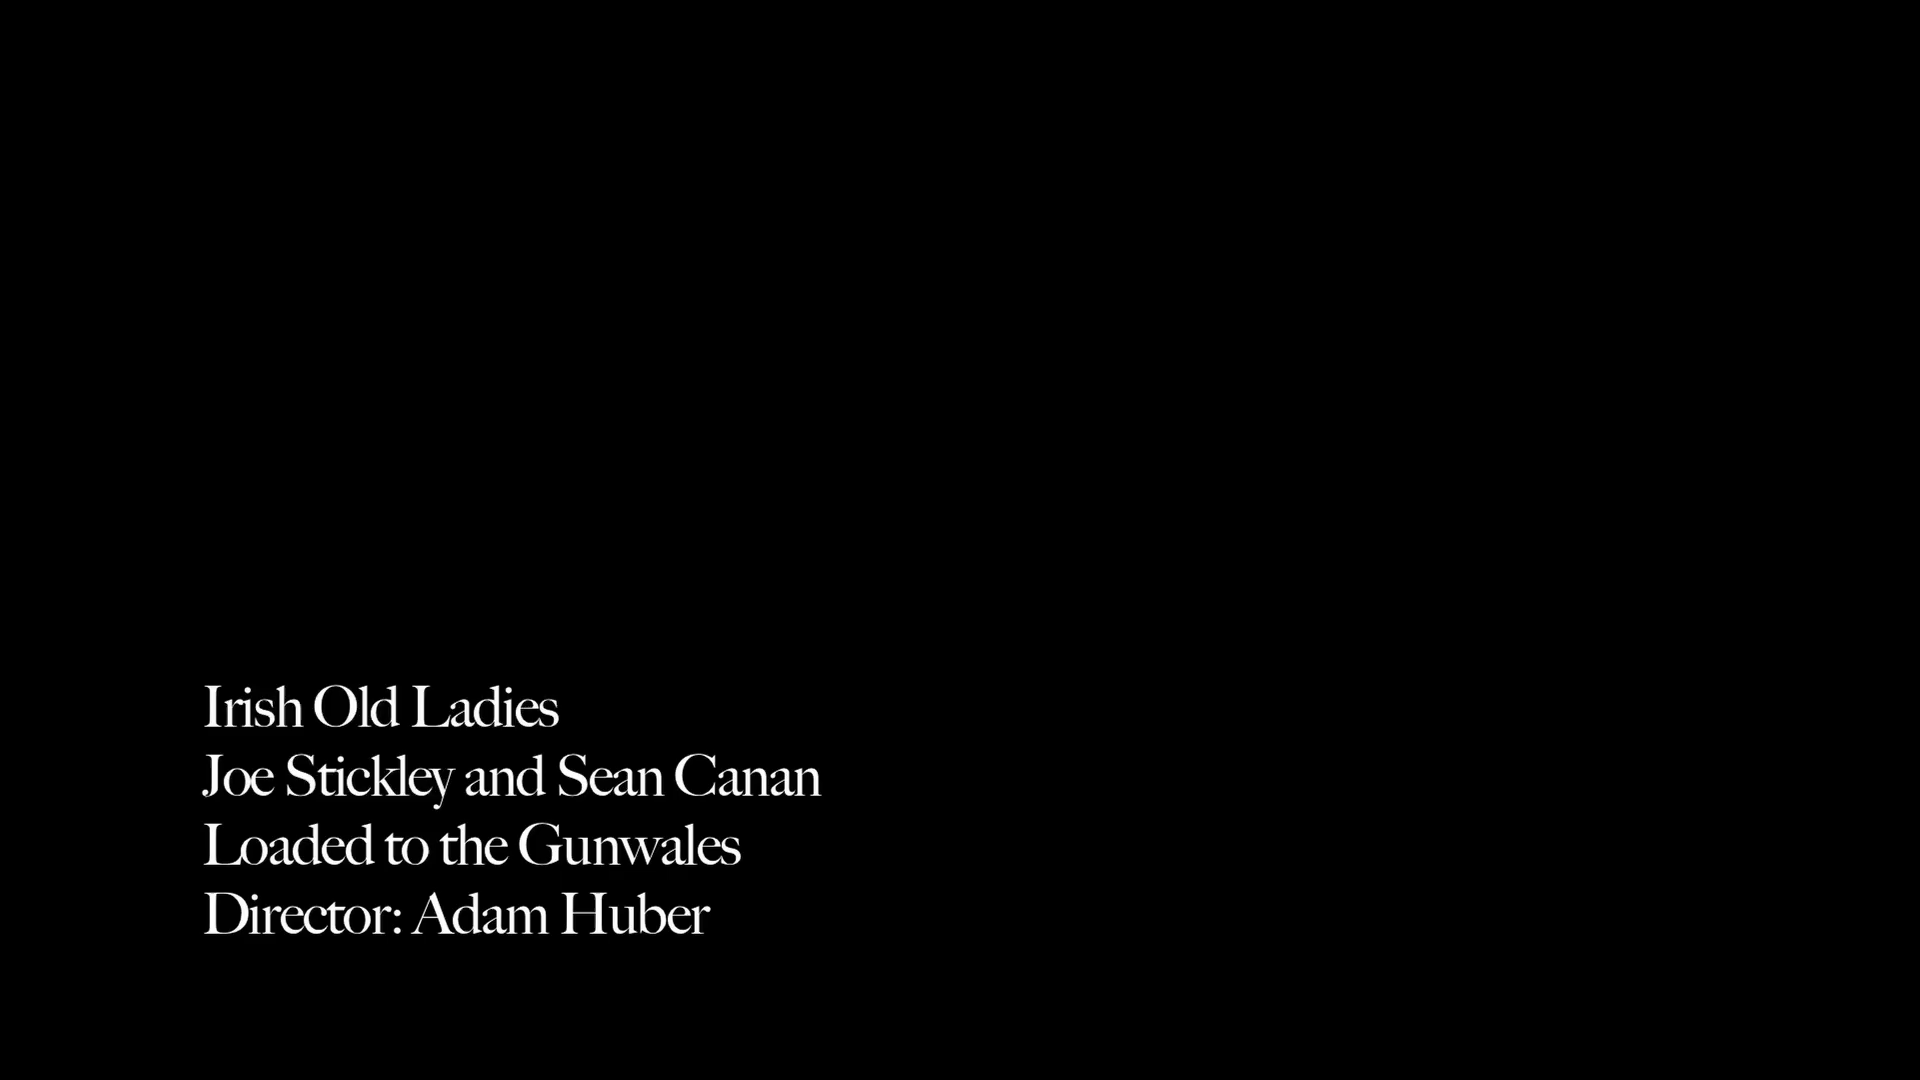 Irish Old Ladies
Joe Stickley and Sean Canan
Loaded to the Gunwales
Director: Adam Huber